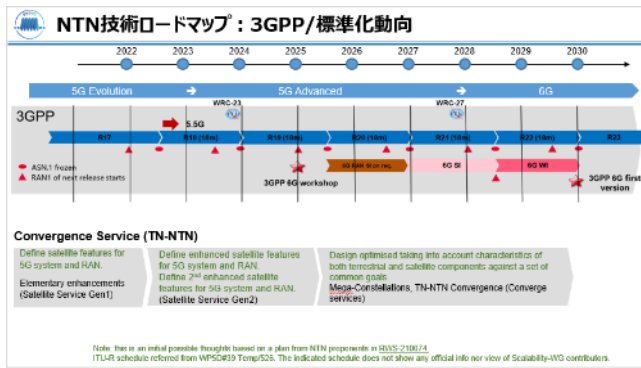 NTN技術ロードマップ：3GPP/標準化動向
2022 2023 2024 2025 2026 2027 2028 2029 2030
5G Evolution → 5G Advanced → 6G
WRC-23 WRC-27
3GPP
5.5G
R17 R18 (18m) R19 (18m) R20 (18m) R21 (18m) R22 (18m) R23
ASN.1 frozen
RAN1 of next release starts
6G RAN SI on req. 6G SI 6G WI
3GPP 6G workshop
3GPP 6G first
version
Convergence Service (TN-NTN)
Define satellite features for
5G system and RAN.
Elementary enhancements
(Satellite Service Gen1)
Define enhanced satellite features
for 5G system and RAN.
Define 2nd enhanced satellite
features for 5G system and RAN.
(Satellite Service Gen2)
Design optimised taking into account characteristics of
both terrestrial and satellite components against a set of
common goals.
Mega-Constellations, TN-NTN Convergence (Converge
services)
Note: this is an initial possible thoughts based on a plan from NTN proponents in RWS-210074.
ITU-R schedule referred from WP5D#39 Temp/526. The indicated schedule does not show any official info nor view of Scalability-WG contributors.